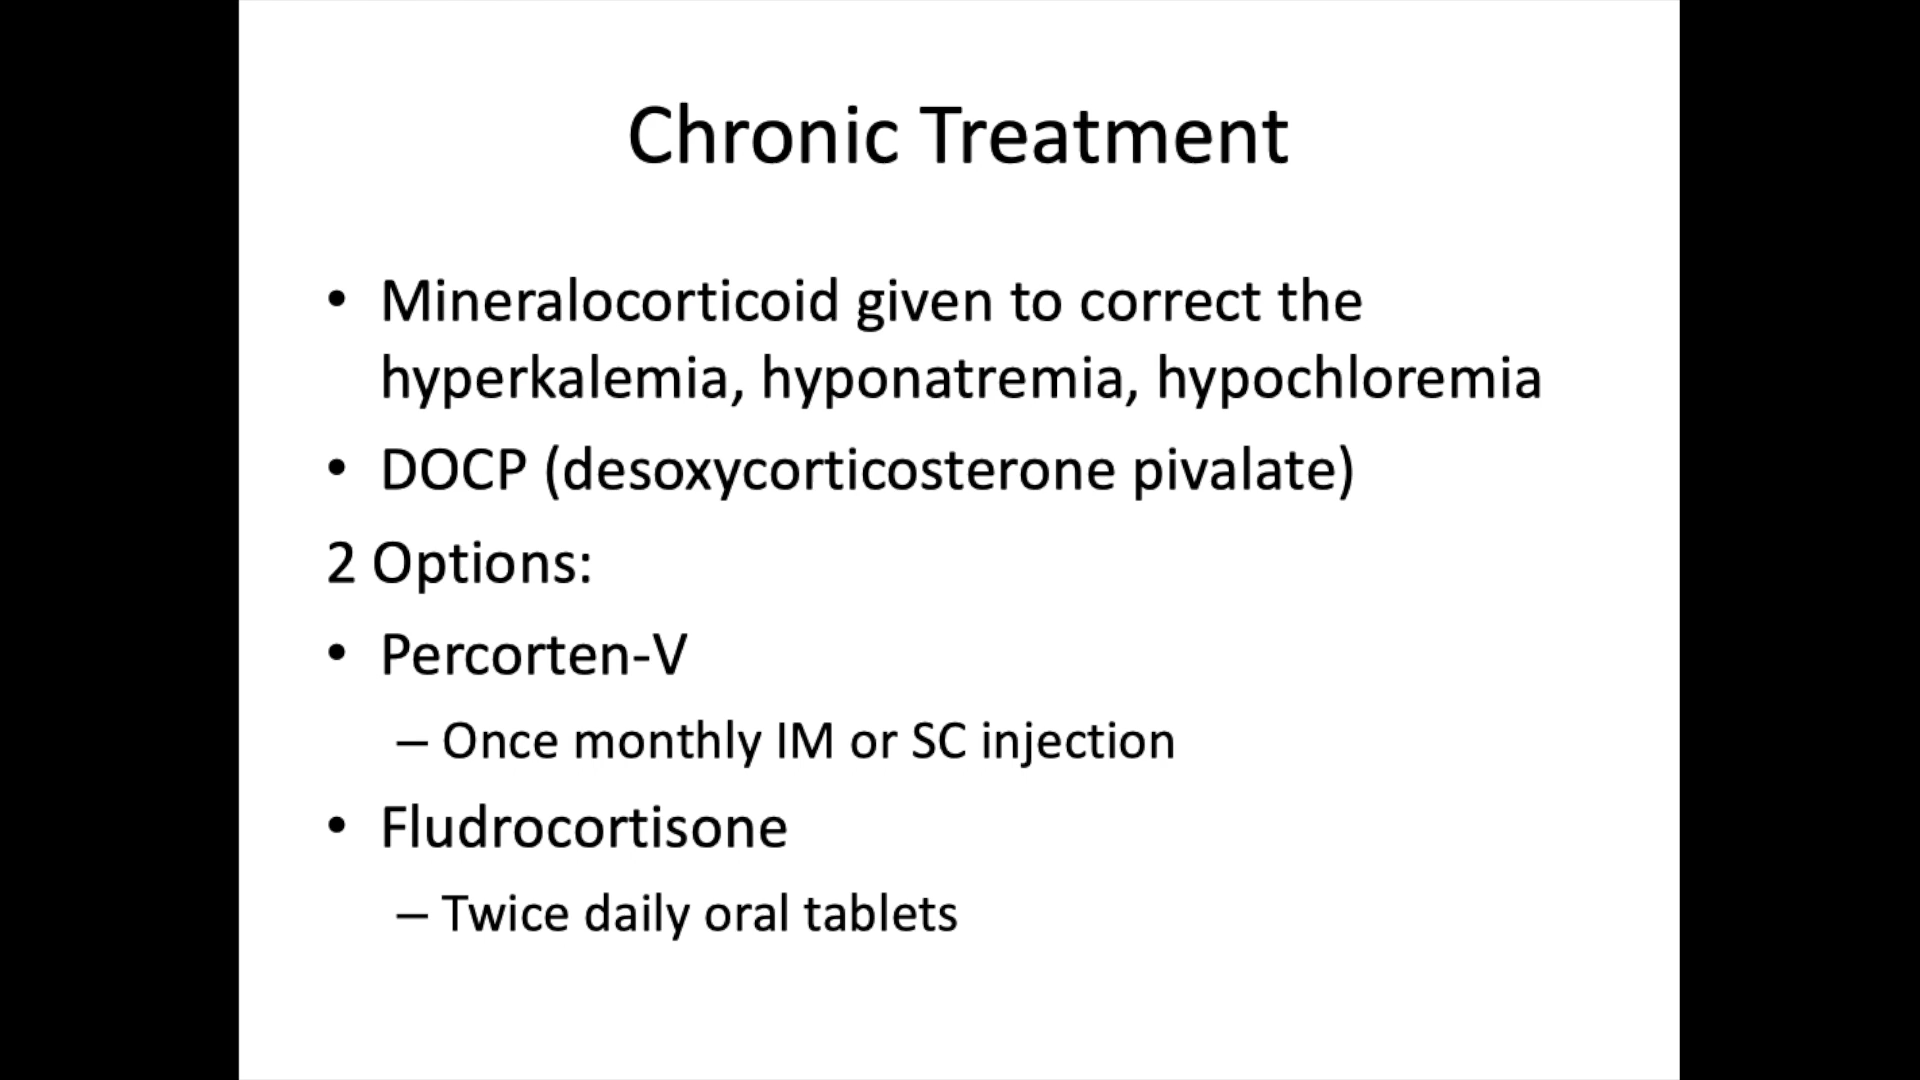 Chronic Treatment
• Mineralocorticoid given to correct the
hyperkalemia, hyponatremia, hypochloremia
• DOCP (desoxycorticosterone pivalate)
2 Options:
• Percorten-V
– Once monthly IM or SC injection
• Fludrocortisone
– Twice daily oral tablets